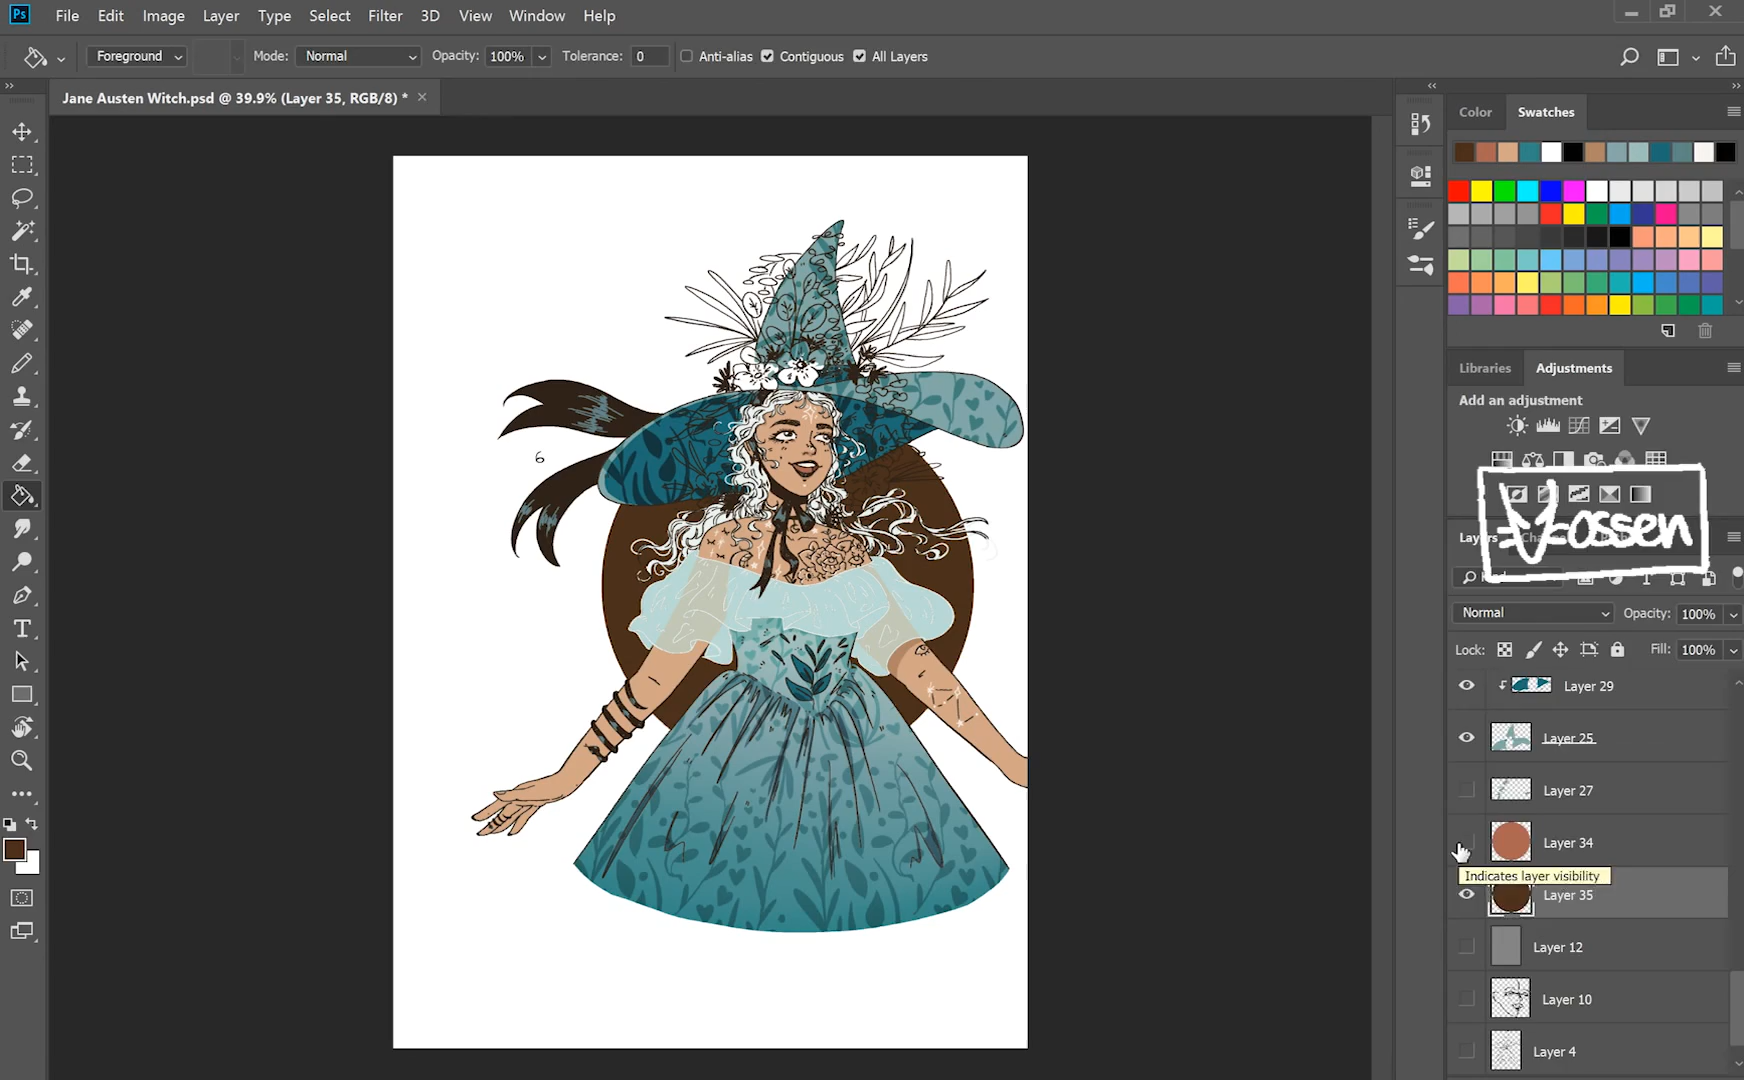 Ps File Edit Image Layer Type Select Filter 3D View Window Help
Foreground Mode: Normal Opacity: 100% Tolerance: 0 Anti-alias Contiguous All Layers
Jane Austen Witch.psd @ 39.9% (Layer 35, RGB/8) *
Color Swatches
Libraries Adjustments
Add an adjustment
Kossen
Normal Opacity: 100%
Lock: Fill: 100%
Layer 29
Layer 25
Layer 27
Layer 34
Indicates layer visibility
Layer 35
Layer 12
Layer 10
Layer 4
6